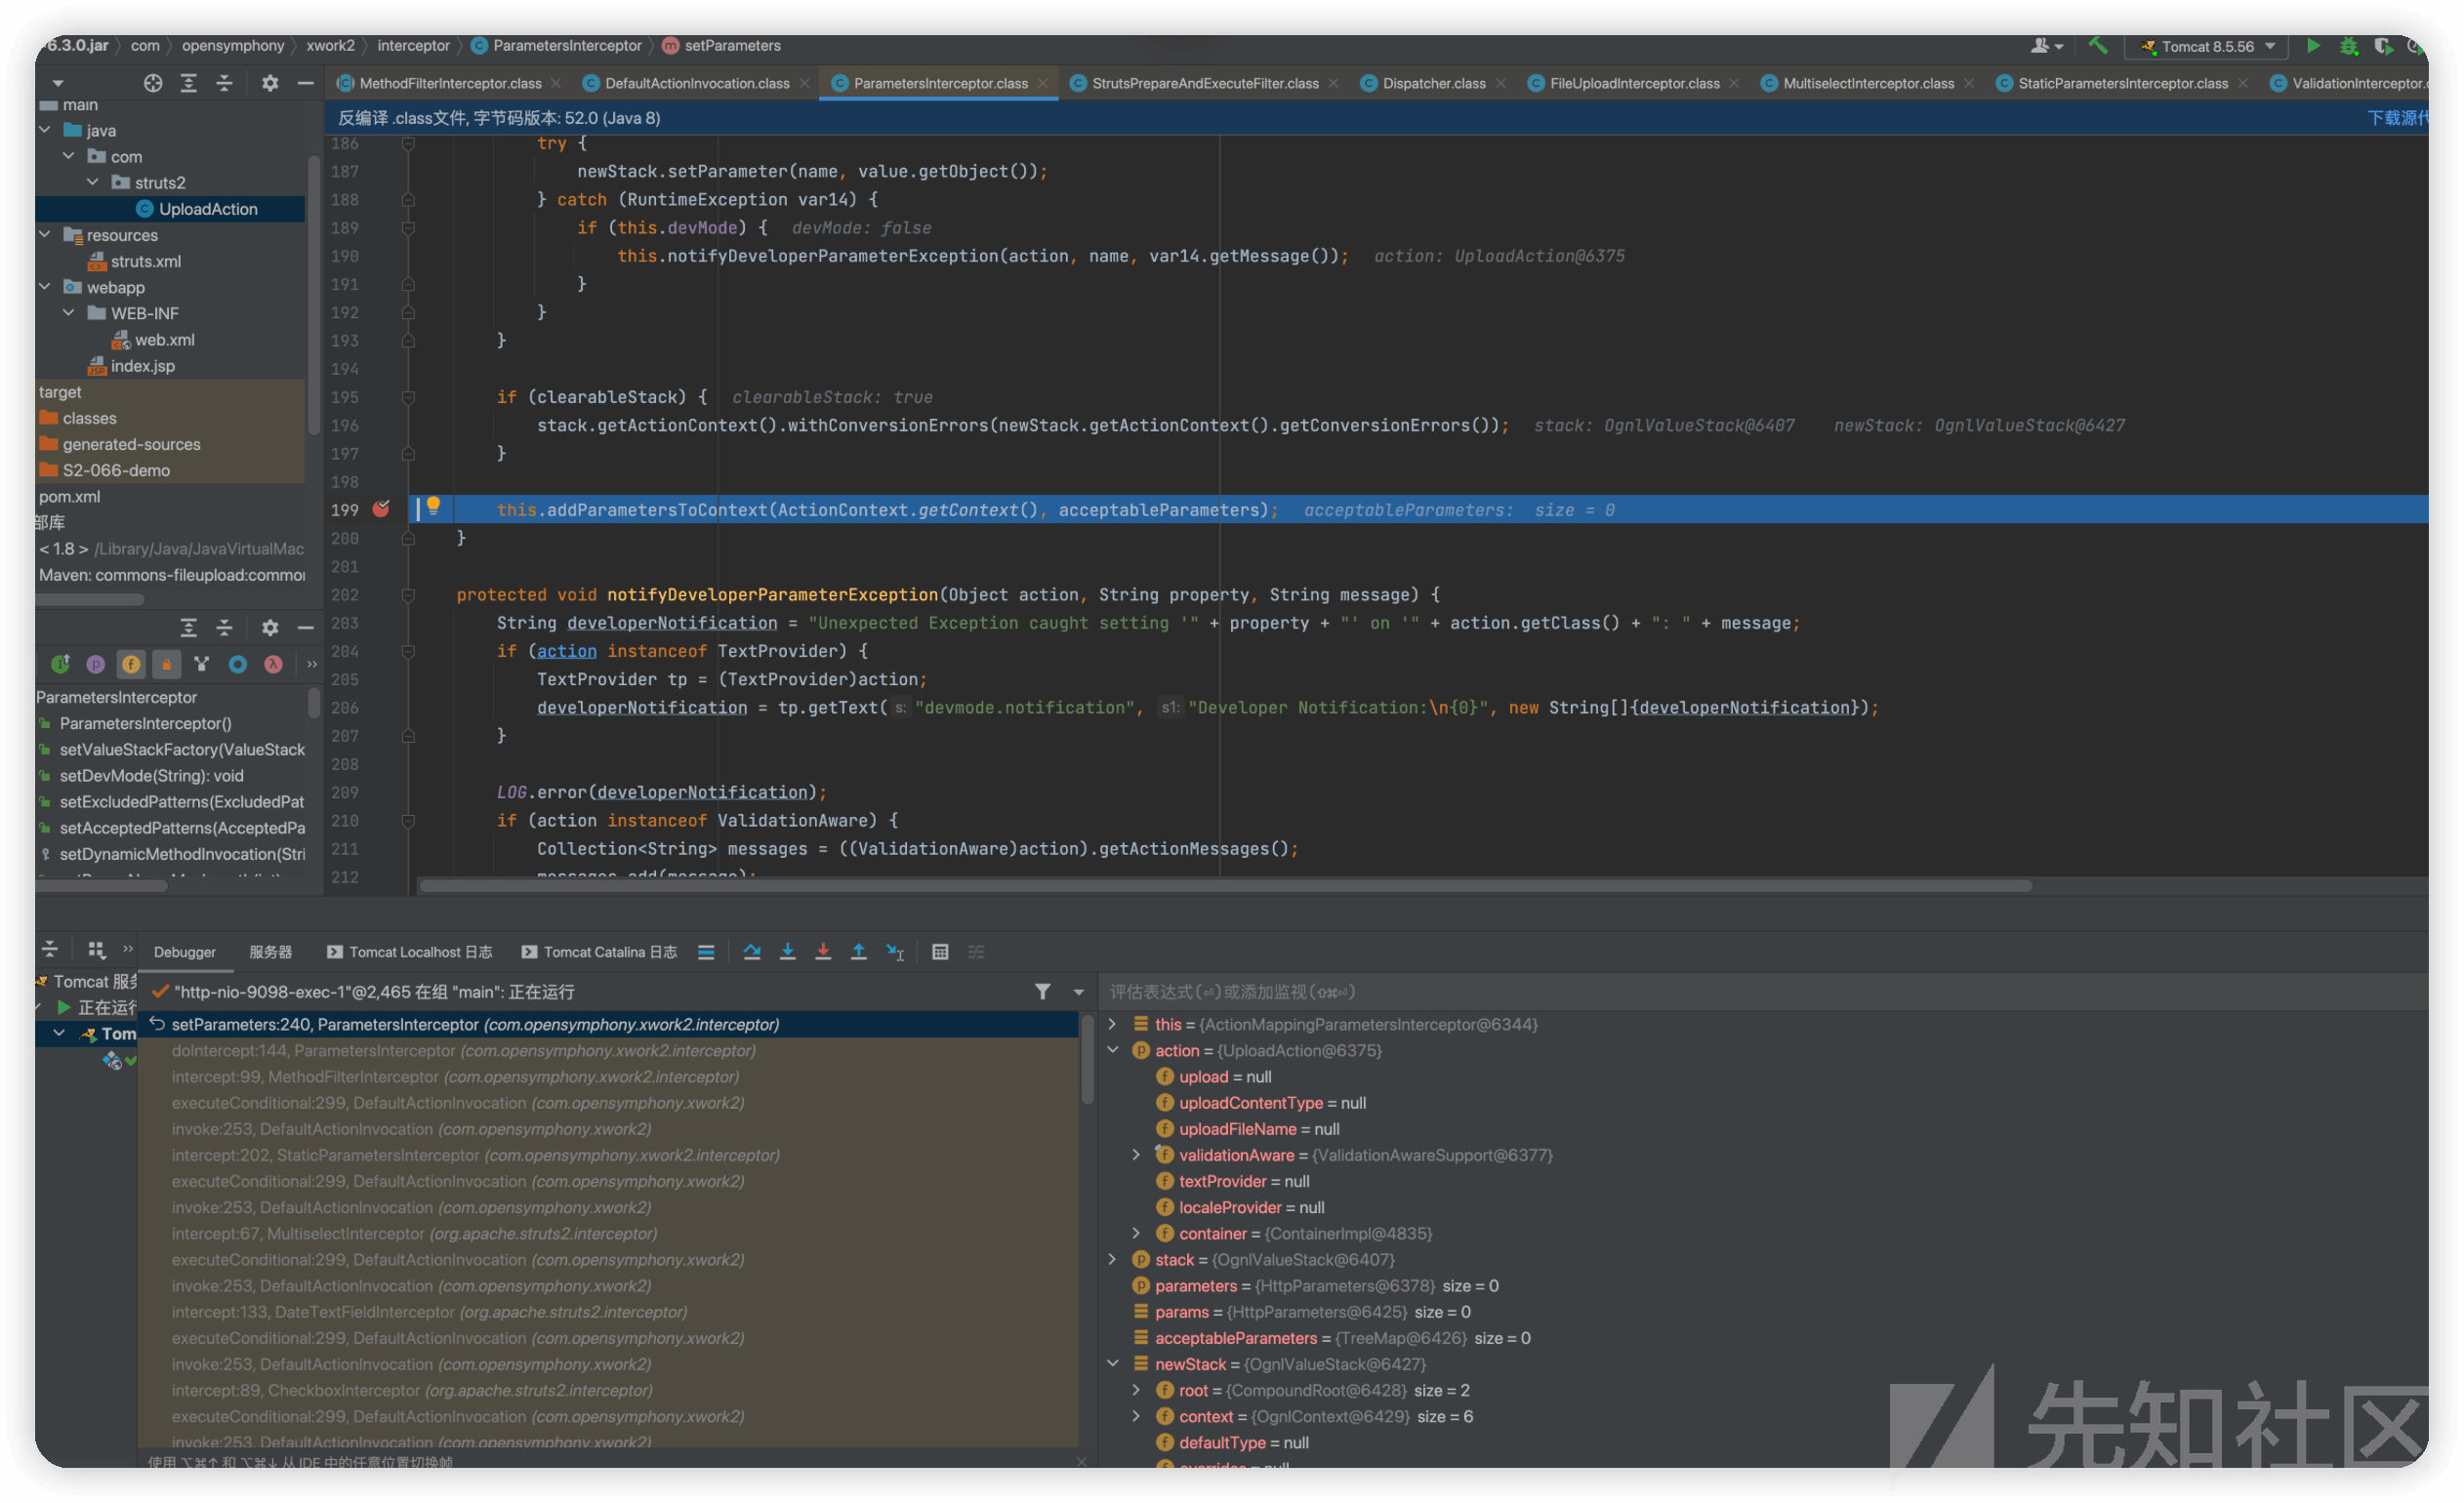 6.3.0.jar com opensymphony xwork2 interceptor ParametersInterceptor setParameters
Tomcat 8.5.56
MethodFilterInterceptor.class DefaultActionInvocation.class ParametersInterceptor.class StrutsPrepareAndExecuteFilter.class Dispatcher.class FileUploadInterceptor.class MultiselectInterceptor.class StaticParametersInterceptor.class ValidationInterceptor.
反编译 .class文件, 字节码版本: 52.0 (Java 8)
下载源代
main
java
com
struts2
UploadAction
resources
struts.xml
webapp
WEB-INF
web.xml
index.jsp
target
classes
generated-sources
S2-066-demo
pom.xml
部库
< 1.8 > /Library/Java/JavaVirtualMac
Maven: commons-fileupload:common
ParametersInterceptor
ParametersInterceptor()
setValueStackFactory(ValueStack
setDevMode(String): void
setExcludedPatterns(ExcludedPat
setAcceptedPatterns(AcceptedPa
setDynamicMethodInvocation(Stri
186 try {
187 newStack.setParameter(name, value.getObject());
188 } catch (RuntimeException var14) {
189 if (this.devMode) { devMode: false
190 this.notifyDeveloperParameterException(action, name, var14.getMessage()); action: UploadAction@6375
191 }
192 }
193 }
194
195 if (clearableStack) { clearableStack: true
196 stack.getActionContext().withConversionErrors(newStack.getActionContext().getConversionErrors()); stack: OgnlValueStack@6407 newStack: OgnlValueStack@6427
197 }
198
199 this.addParametersToContext(ActionContext.getContext(), acceptableParameters); acceptableParameters: size = 0
200 }
201
202 protected void notifyDeveloperParameterException(Object action, String property, String message) {
203 String developerNotification = "Unexpected Exception caught setting '" + property + "' on '" + action.getClass() + ": " + message;
204 if (action instanceof TextProvider) {
205 TextProvider tp = (TextProvider)action;
206 developerNotification = tp.getText( s: "devmode.notification", s1: "Developer Notification:\n{0}", new String[]{developerNotification});
207 }
208
209 LOG.error(developerNotification);
210 if (action instanceof ValidationAware) {
211 Collection<String> messages = ((ValidationAware)action).getActionMessages();
212 messages.add(message);
Debugger 服务器 Tomcat Localhost 日志 Tomcat Catalina 日志
Tomcat 服务
正在运行
Tom
"http-nio-9098-exec-1"@2,465 在组 "main": 正在运行
setParameters:240, ParametersInterceptor (com.opensymphony.xwork2.interceptor)
doIntercept:144, ParametersInterceptor (com.opensymphony.xwork2.interceptor)
intercept:99, MethodFilterInterceptor (com.opensymphony.xwork2.interceptor)
executeConditional:299, DefaultActionInvocation (com.opensymphony.xwork2)
invoke:253, DefaultActionInvocation (com.opensymphony.xwork2)
intercept:202, StaticParametersInterceptor (com.opensymphony.xwork2.interceptor)
executeConditional:299, DefaultActionInvocation (com.opensymphony.xwork2)
invoke:253, DefaultActionInvocation (com.opensymphony.xwork2)
intercept:67, MultiselectInterceptor (org.apache.struts2.interceptor)
executeConditional:299, DefaultActionInvocation (com.opensymphony.xwork2)
invoke:253, DefaultActionInvocation (com.opensymphony.xwork2)
intercept:133, DateTextFieldInterceptor (org.apache.struts2.interceptor)
executeConditional:299, DefaultActionInvocation (com.opensymphony.xwork2)
invoke:253, DefaultActionInvocation (com.opensymphony.xwork2)
intercept:89, CheckboxInterceptor (org.apache.struts2.interceptor)
executeConditional:299, DefaultActionInvocation (com.opensymphony.xwork2)
invoke:253, DefaultActionInvocation (com.opensymphony.xwork2)
使用 ⌥⌘↑ 和 ⌥⌘↓ 从 IDE 中的任意位置切换帧
评估表达式(⏎)或添加监视(⇧⌘⏎)
this = {ActionMappingParametersInterceptor@6344}
action = {UploadAction@6375}
upload = null
uploadContentType = null
uploadFileName = null
validationAware = {ValidationAwareSupport@6377}
textProvider = null
localeProvider = null
container = {ContainerImpl@4835}
stack = {OgnlValueStack@6407}
parameters = {HttpParameters@6378} size = 0
params = {HttpParameters@6425} size = 0
acceptableParameters = {TreeMap@6426} size = 0
newStack = {OgnlValueStack@6427}
root = {CompoundRoot@6428} size = 2
context = {OgnlContext@6429} size = 6
defaultType = null
overrides = null
先知社区